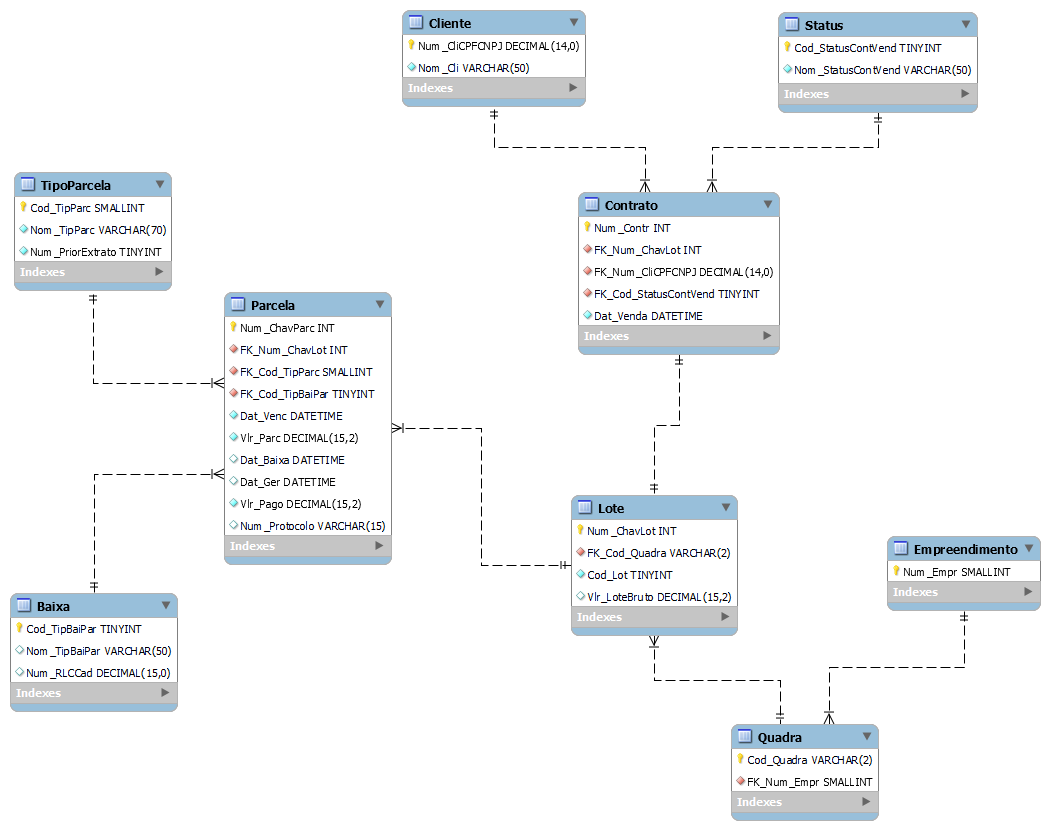 Cliente
Num_CliCPFCNPJ DECIMAL(14,0)
Nom_Cli VARCHAR(50)
Indexes
Status
Cod_StatusContVend TINYINT
Nom_StatusContVend VARCHAR(50)
Indexes
TipoParcela
Cod_TipParc SMALLINT
Nom_TipParc VARCHAR(70)
Num_PriorExtrato TINYINT
Indexes
Contrato
Num_Contr INT
FK_Num_ChavLot INT
FK_Num_CliCPFCNPJ DECIMAL(14,0)
FK_Cod_StatusContVend TINYINT
Dat_Venda DATETIME
Indexes
Parcela
Num_ChavParc INT
FK_Num_ChavLot INT
FK_Cod_TipParc SMALLINT
FK_Cod_TipBaiPar TINYINT
Dat_Venc DATETIME
Vlr_Parc DECIMAL(15,2)
Dat_Baixa DATETIME
Dat_Ger DATETIME
Vlr_Pago DECIMAL(15,2)
Num_Protocolo VARCHAR(15)
Indexes
Lote
Num_ChavLot INT
FK_Cod_Quadra VARCHAR(2)
Cod_Lot TINYINT
Vlr_LoteBruto DECIMAL(15,2)
Indexes
Empreendimento
Num_Empr SMALLINT
Indexes
Baixa
Cod_TipBaiPar TINYINT
Nom_TipBaiPar VARCHAR(50)
Num_RLCCad DECIMAL(15,0)
Indexes
Quadra
Cod_Quadra VARCHAR(2)
FK_Num_Empr SMALLINT
Indexes